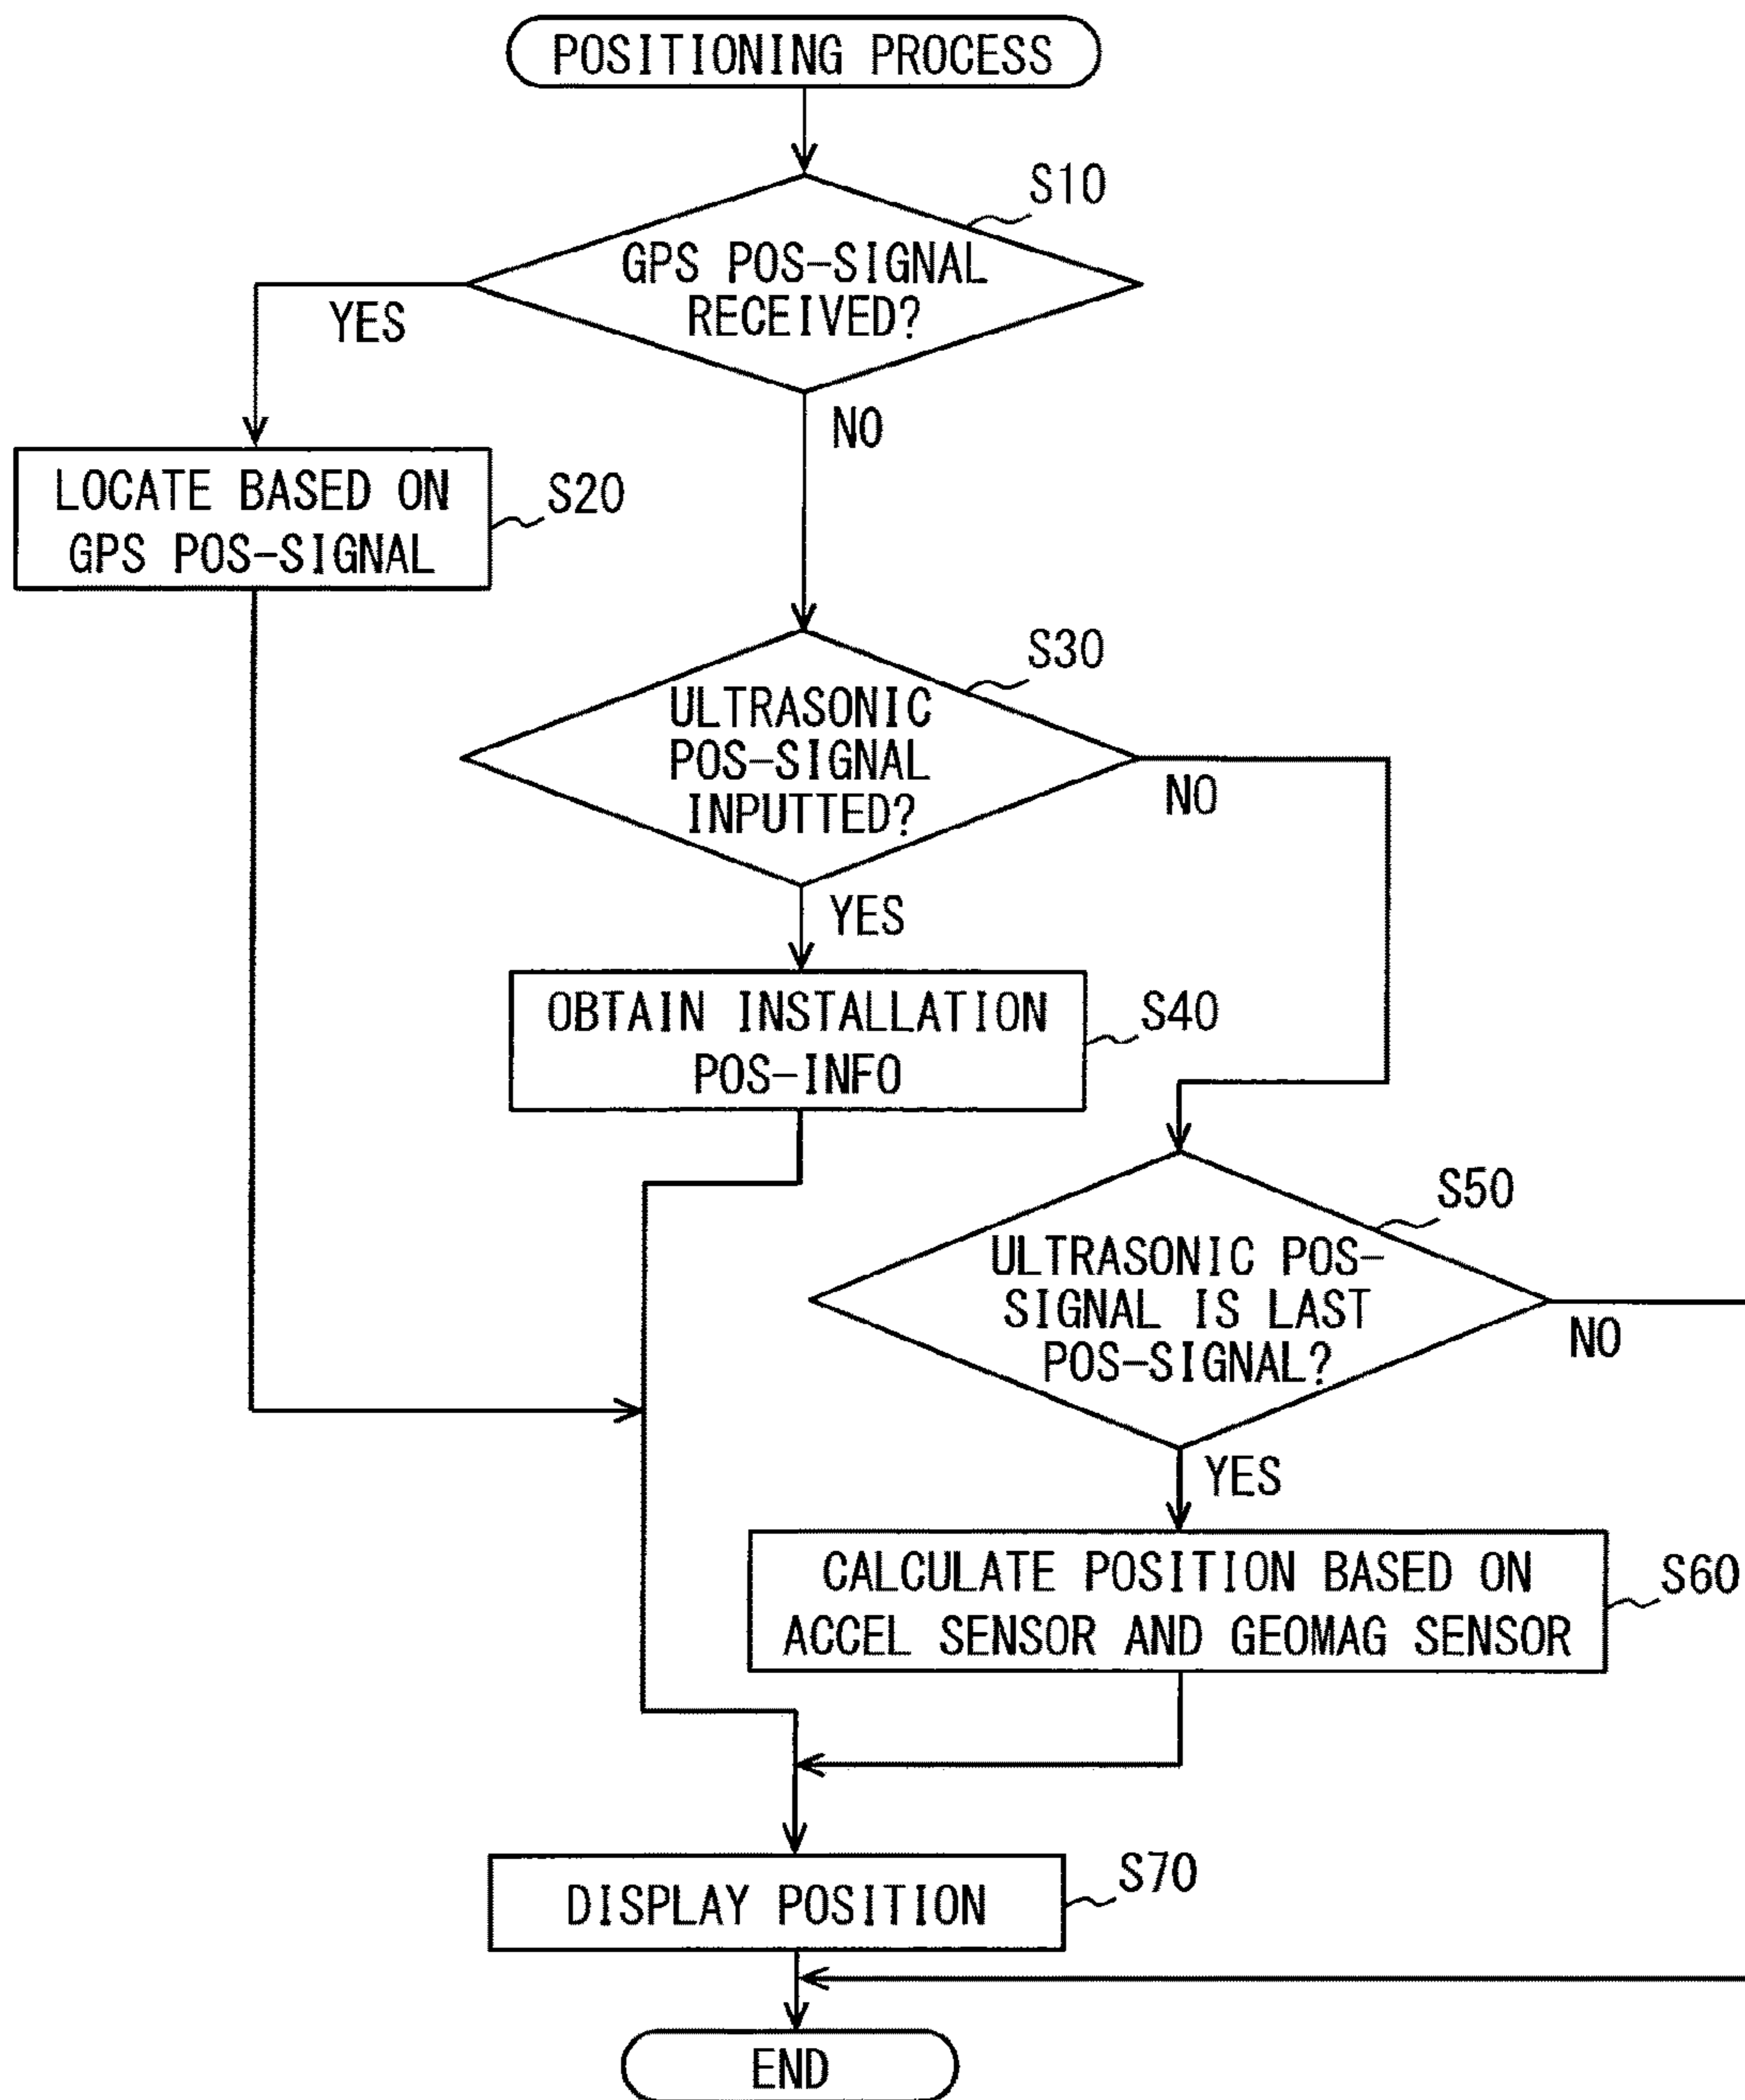 POSITIONING PROCESS
S10
GPS POS-SIGNAL
RECEIVED?
YES
NO
LOCATE BASED ON
GPS POS-SIGNAL
S20
S30
ULTRASONIC
POS-SIGNAL
INPUTTED?
NO
YES
OBTAIN INSTALLATION
POS-INFO
S40
S50
ULTRASONIC POS-
SIGNAL IS LAST
POS-SIGNAL?
NO
YES
CALCULATE POSITION BASED ON
ACCEL SENSOR AND GEOMAG SENSOR
S60
DISPLAY POSITION
S70
END